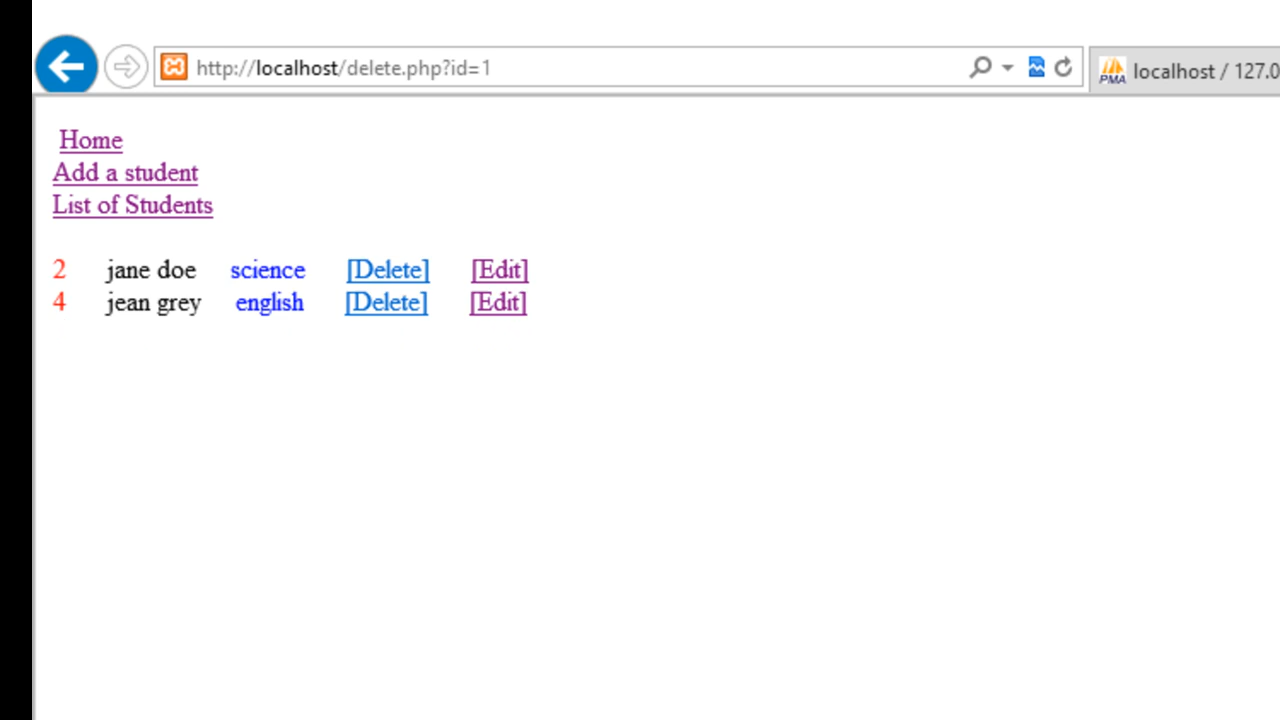 http://localhost/delete.php?id=1
PMA localhost / 127.0
Home
Add a student
List of Students
2 jane doe science [Delete] [Edit]
4 jean grey english [Delete] [Edit]